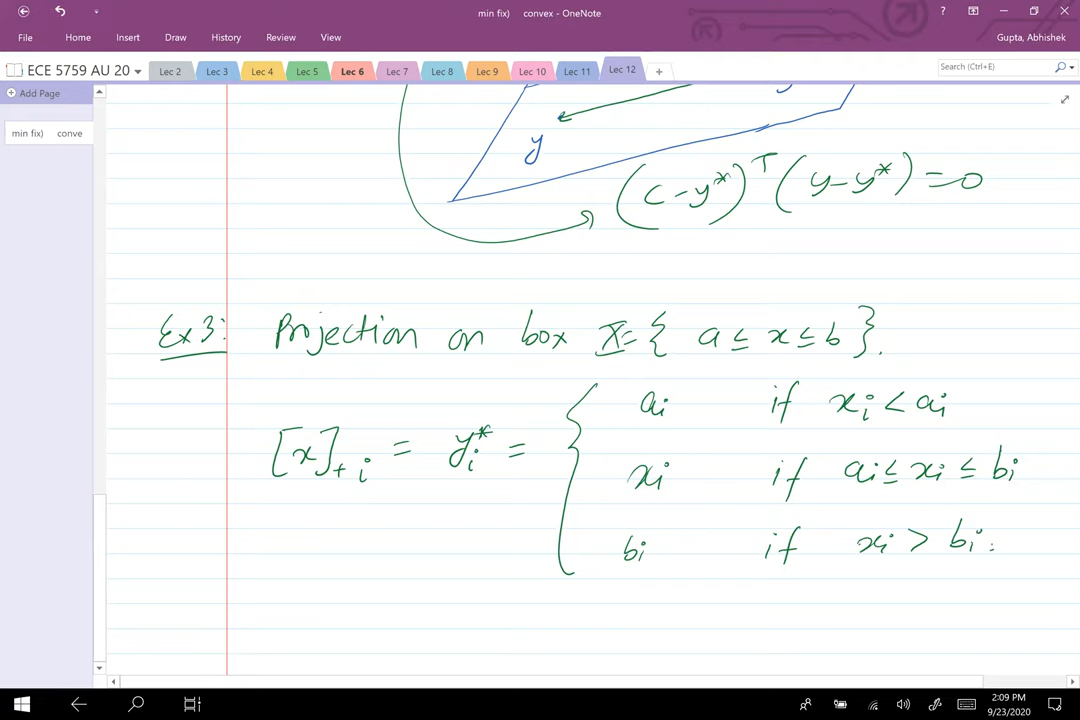 min fix) convex - OneNote
Gupta, Abhishek
File Home Insert Draw History Review View
ECE 5759 AU 20 Lec 2 Lec 3 Lec 4 Lec 5 Lec 6 Lec 7 Lec 8 Lec 9 Lec 10 Lec 11 Lec 12
Search (Ctrl+E)
Add Page
min fix) conve
y
(c - y*)ᵀ (y - y*) = 0
Ex 3: Projection on box X = { a ≤ x ≤ b }.
[x]₊ᵢ = yᵢ* = { aᵢ if xᵢ < aᵢ
xᵢ if aᵢ ≤ xᵢ ≤ bᵢ
bᵢ if xᵢ > bᵢ.
2:09 PM
9/23/2020